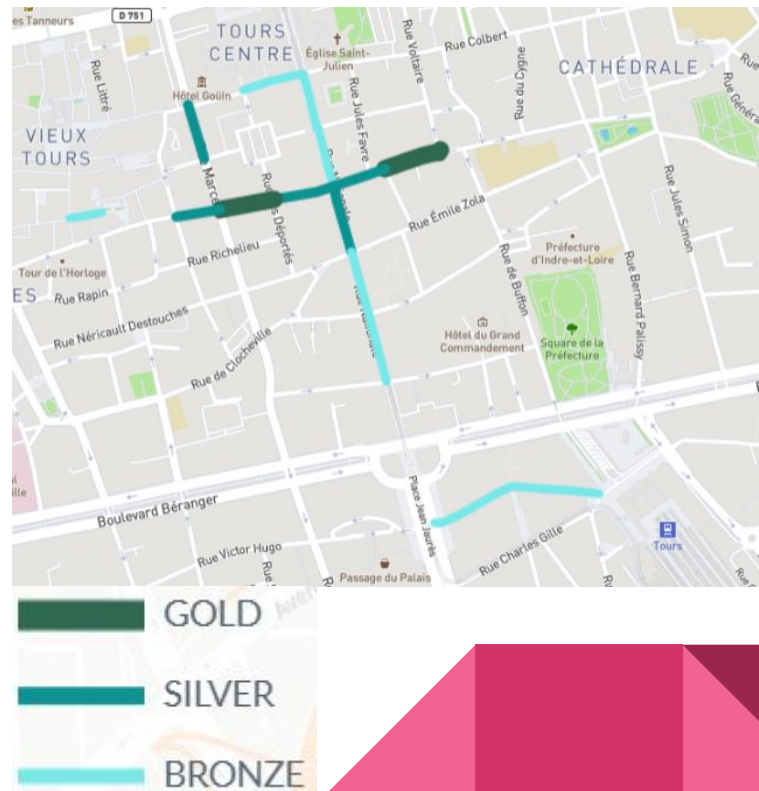 es Tanneurs
D 751
TOURS
CENTRE
Église Saint-
Julien
Rue Voltaire
Rue Colbert
Rue du Cygne
CATHÉDRALE
Rue
Rue Généra
Rue Littré
Hôtel Goüin
Rue Jules Favre
VIEUX
TOURS
Marce
Rue Jules Simon
Rue Émile Zola
Rue Richelieu
Tour de l'Horloge
ES
Rue Rapin
Rue de Buffon
Préfecture
d'Indre-et-Loire
Rue Bernard Palissy
Rue Néricault Destouches
Rue de Clocheville
Hôtel du Grand
Commandement
Square de la
Préfecture
Boulevard Béranger
Place Jean Jaurès
Rue Victor Hugo
Rue Charles Gille
Tours
Passage du Palais
GOLD
SILVER
BRONZE